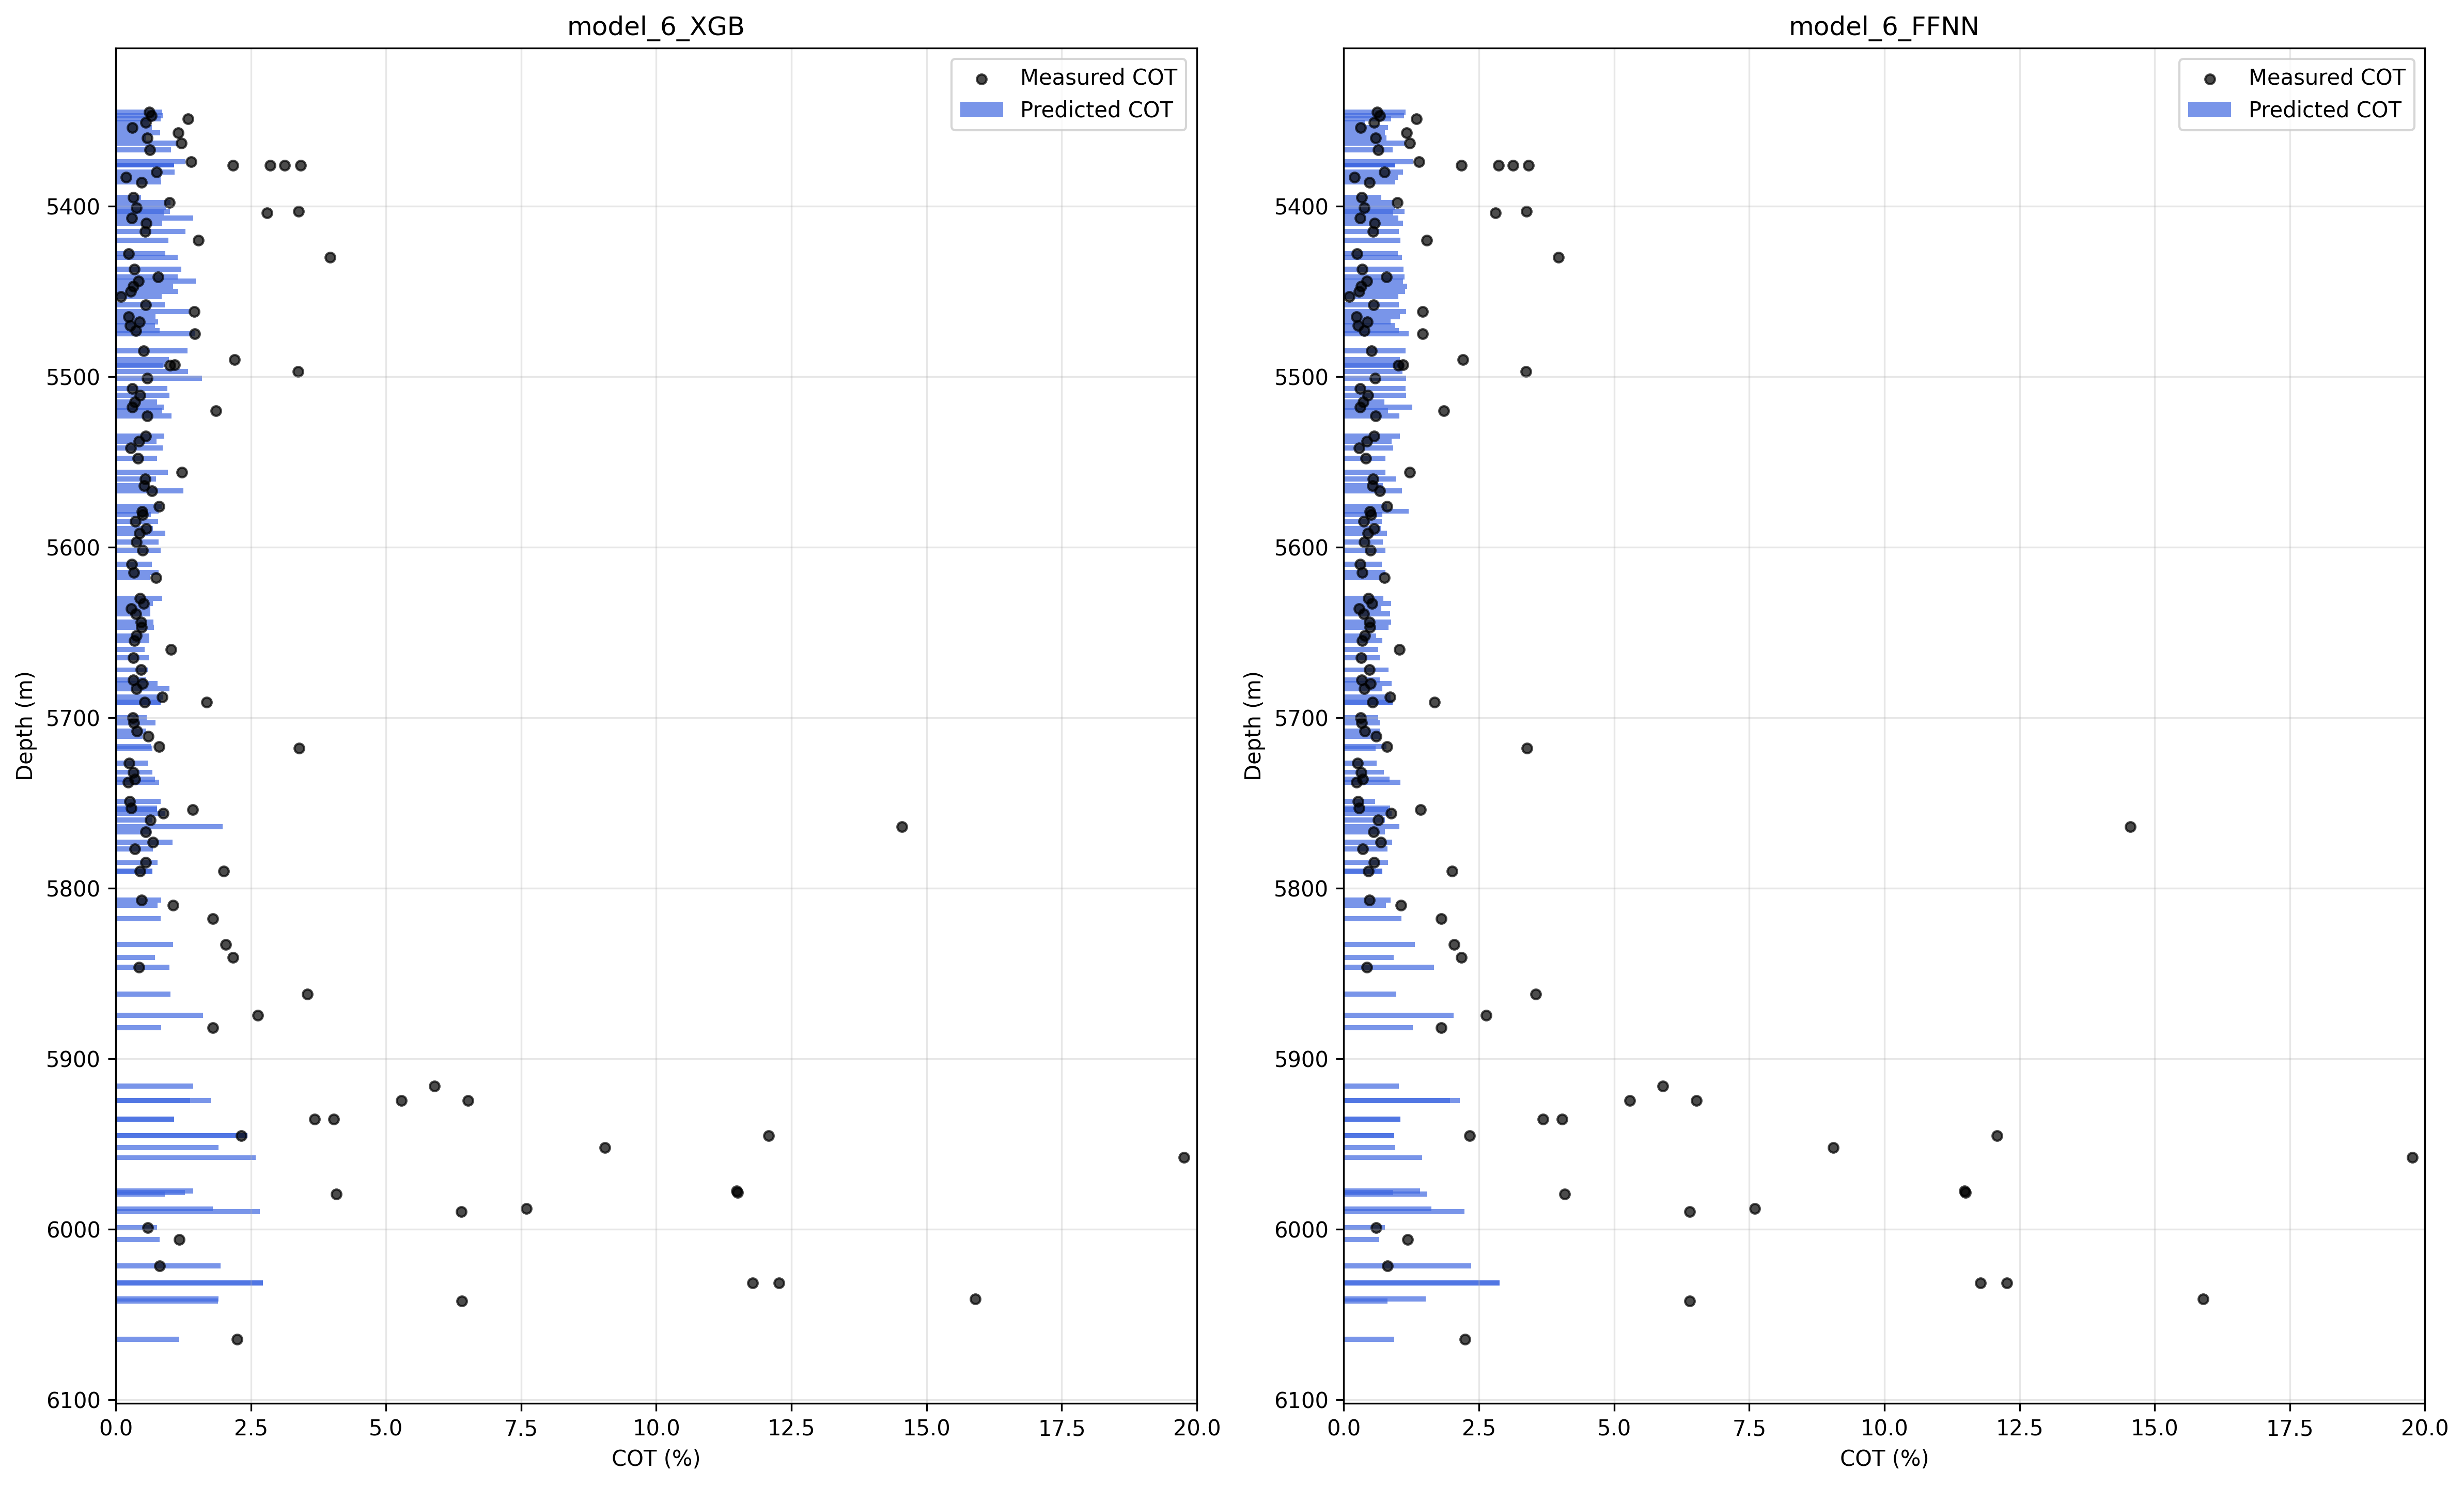 model_6_XGB
Measured COT
Predicted COT
5400
5500
5600
5700
5800
5900
6000
6100
Depth (m)
0.0 2.5 5.0 7.5 10.0 12.5 15.0 17.5 20.0
COT (%)
model_6_FFNN
Measured COT
Predicted COT
5400
5500
5600
5700
5800
5900
6000
6100
Depth (m)
0.0 2.5 5.0 7.5 10.0 12.5 15.0 17.5 20.0
COT (%)